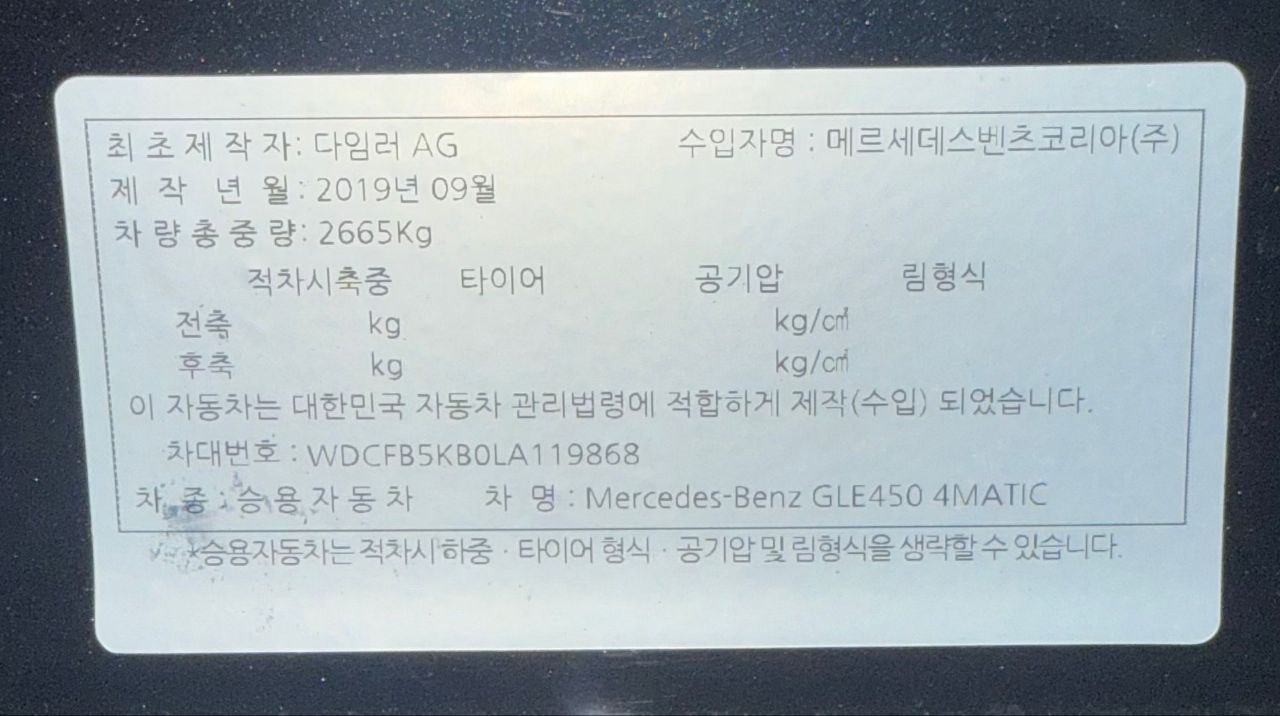 최 초 제 작 자: 다임러 AG 수입자명 : 메르세데스벤츠코리아(주)
제 작 년 월 : 2019년 09월
차 량 총 중 량: 2665Kg
적차시축중 타이어 공기압 림형식
전축 kg kg/㎠
후축 kg kg/㎠
이 자동차는 대한민국 자동차 관리법령에 적합하게 제작(수입) 되었습니다.
차대번호 : WDCFB5KB0LA119868
차 종 : 승 용 자 동 차 차 명 : Mercedes-Benz GLE450 4MATIC
*승용자동차는 적차시 하중 · 타이어 형식 · 공기압 및 림형식을 생략할 수 있습니다.